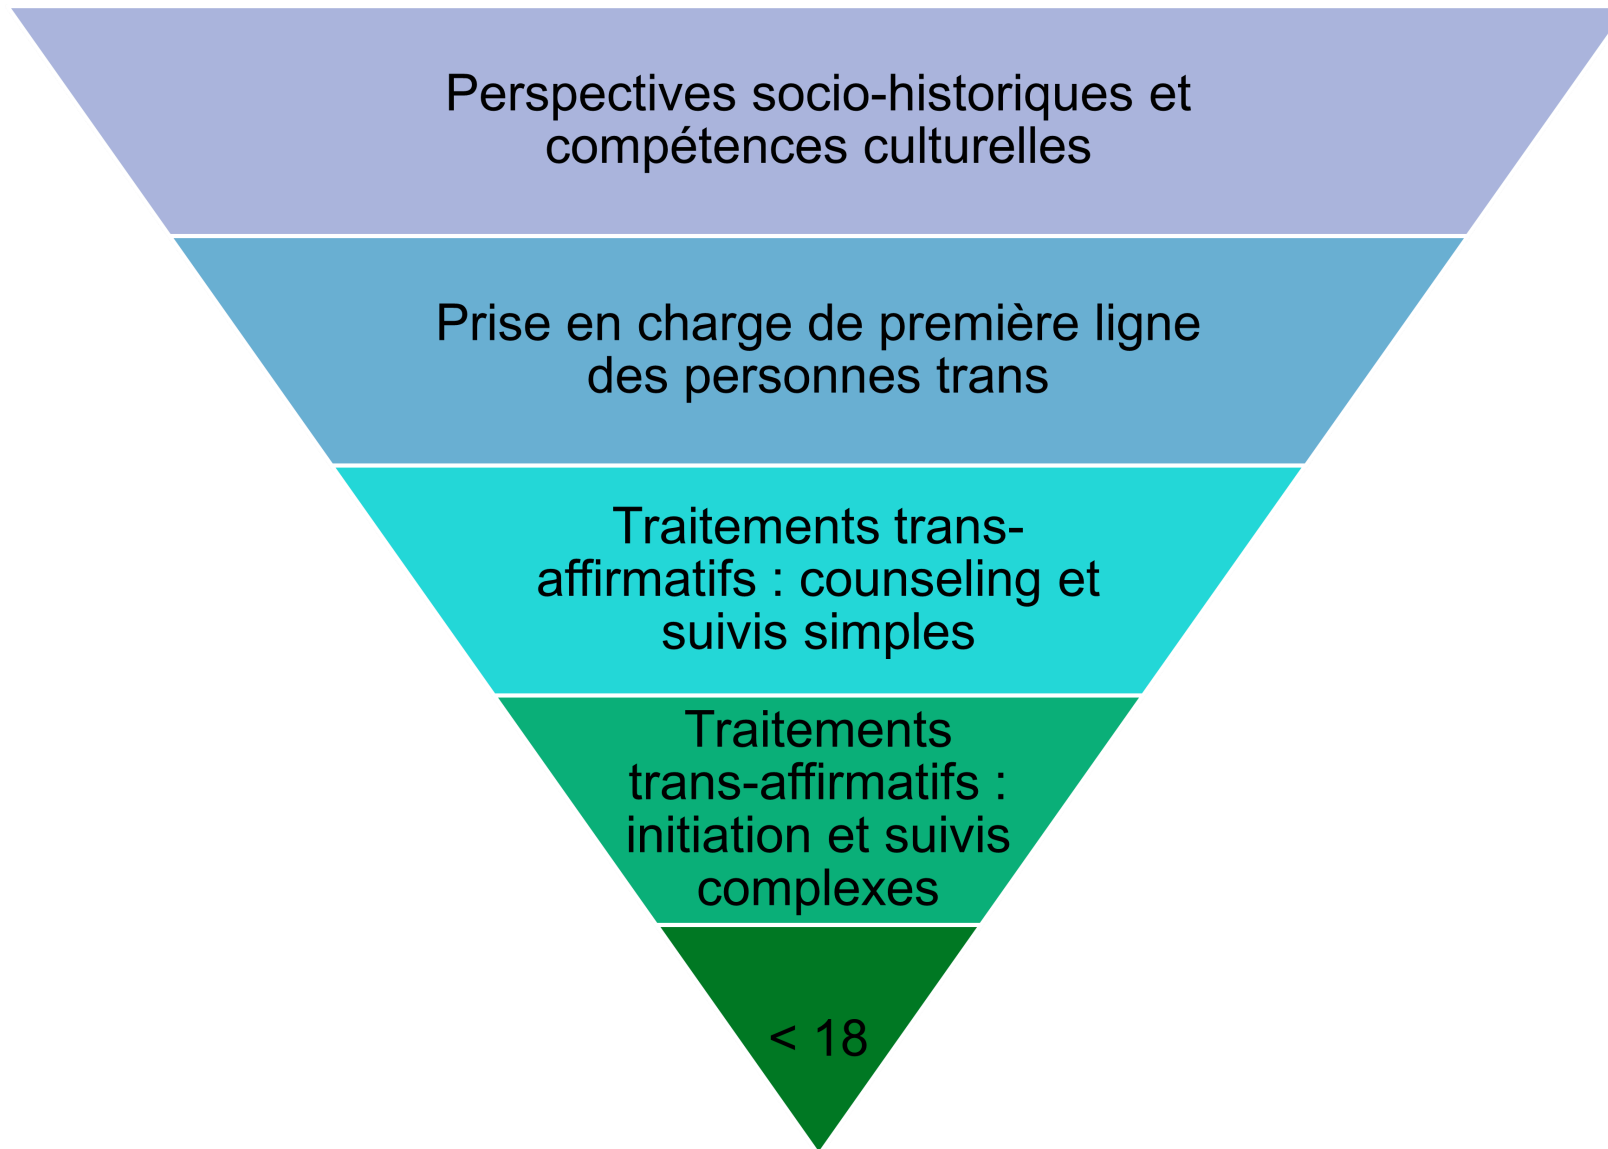 Perspectives socio-historiques et
compétences culturelles
Prise en charge de première ligne
des personnes trans
Traitements trans-
affirmatifs : counseling et
suivis simples
Traitements
trans-affirmatifs :
initiation et suivis
complexes
< 18